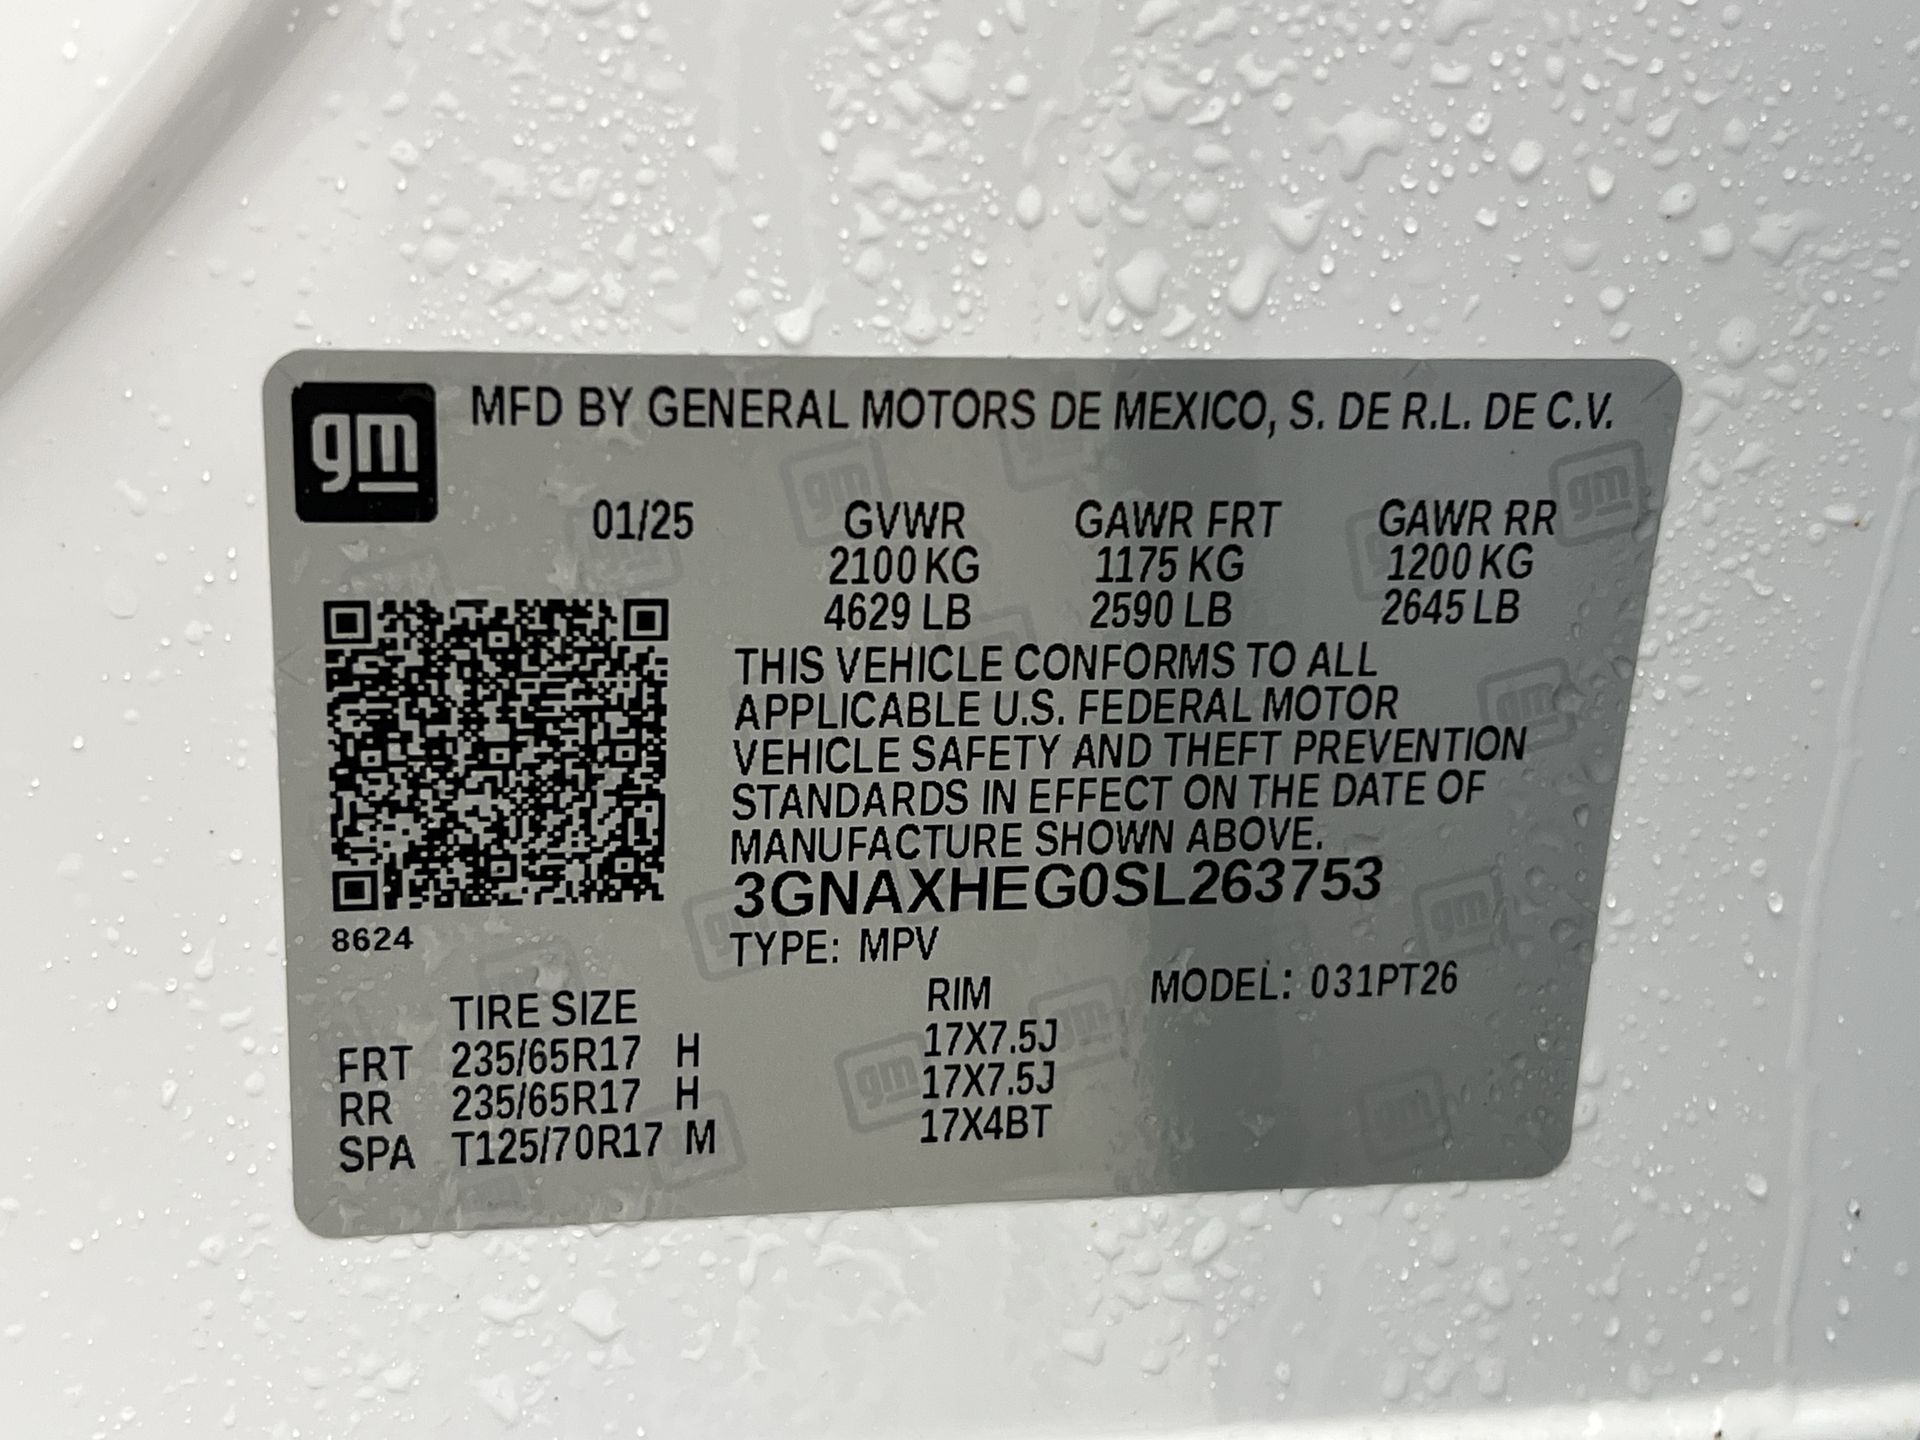 gm MFD BY GENERAL MOTORS DE MEXICO, S. DE R.L. DE C.V.
01/25 GVWR GAWR FRT GAWR RR
2100 KG 1175 KG 1200 KG
4629 LB 2590 LB 2645 LB
THIS VEHICLE CONFORMS TO ALL
APPLICABLE U.S. FEDERAL MOTOR
VEHICLE SAFETY AND THEFT PREVENTION
STANDARDS IN EFFECT ON THE DATE OF
MANUFACTURE SHOWN ABOVE.
3GNAXHEG0SL263753
8624
TYPE: MPV
MODEL: 031PT26
TIRE SIZE RIM
FRT 235/65R17 H 17X7.5J
RR 235/65R17 H 17X7.5J
SPA T125/70R17 M 17X4BT